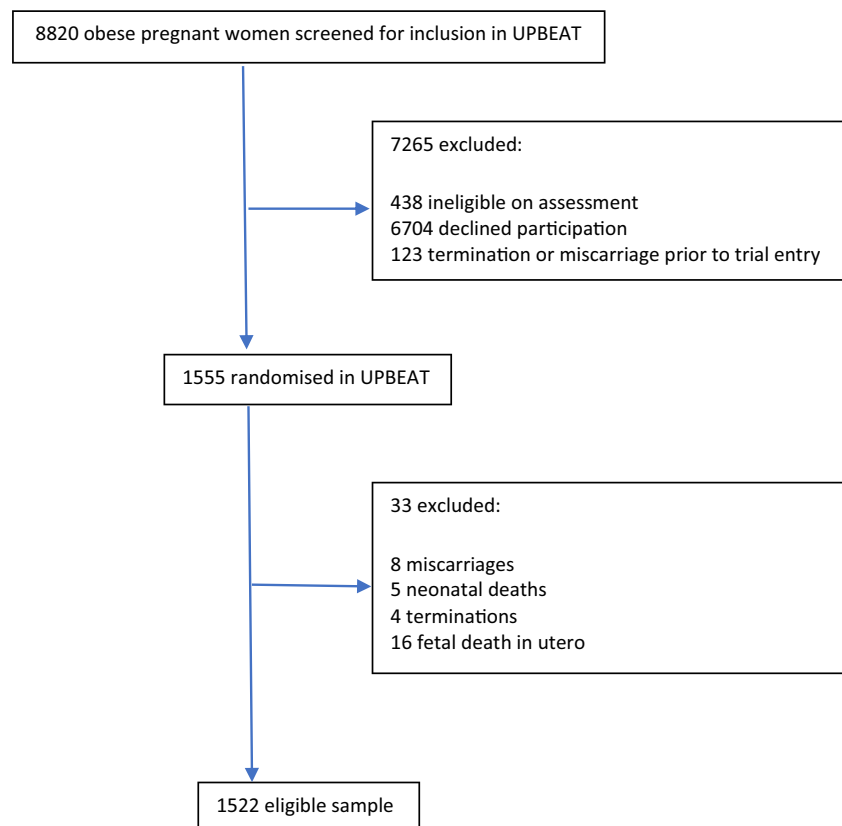 8820 obese pregnant women screened for inclusion in UPBEAT
7265 excluded:
438 ineligible on assessment
6704 declined participation
123 termination or miscarriage prior to trial entry
1555 randomised in UPBEAT
33 excluded:
8 miscarriages
5 neonatal deaths
4 terminations
16 fetal death in utero
1522 eligible sample